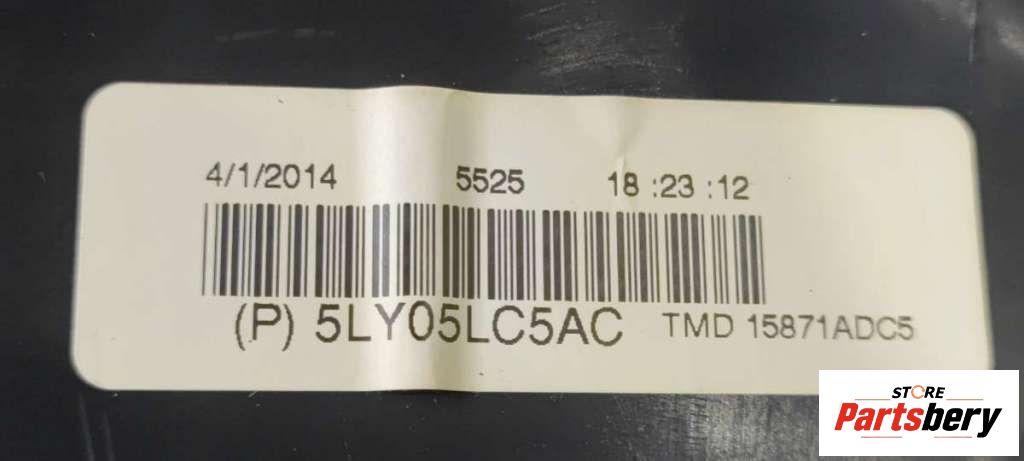 4/1/2014 5525 18 :23 :12
(P) 5LY05LC5AC TMD 15871ADC5
STORE
Partsbery